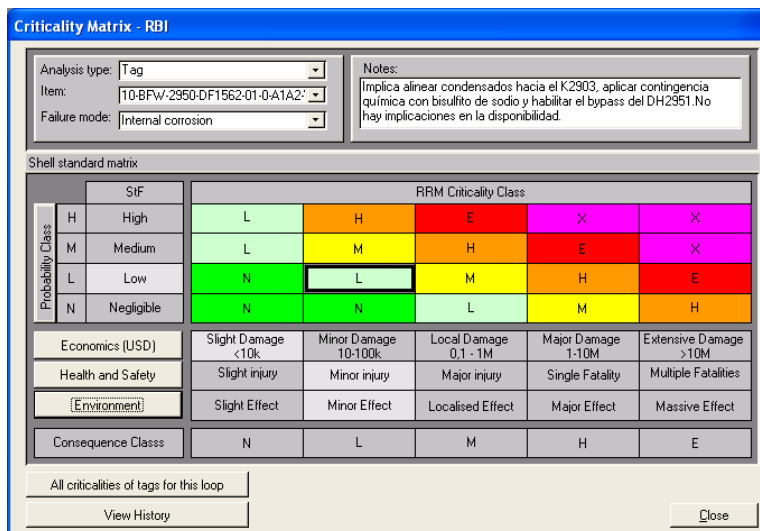 Criticality Matrix - RBI
Analysis type: Tag
Item: 10-BFW-2950-DF1562-01-0-A1A2-
Failure mode: Internal corrosion
Notes:
Implica alinear condensados hacia el K2903, aplicar contingencia
química con bisulfito de sodio y habilitar el bypass del DH2951.No
hay implicaciones en la disponibilidad.
Shell standard matrix
StF RRM Criticality Class
Probability Class
H High L H E X X
M Medium L M H E X
L Low N L M H E
N Negligible N N L M H
Economics (USD) Slight Damage <10k Minor Damage 10-100k Local Damage 0,1 - 1M Major Damage 1-10M Extensive Damage >10M
Health and Safety Slight injury Minor injury Major injury Single Fatality Multiple Fatalities
Environment Slight Effect Minor Effect Localised Effect Major Effect Massive Effect
Consequence Classs N L M H E
All criticalities of tags for this loop
View History Close